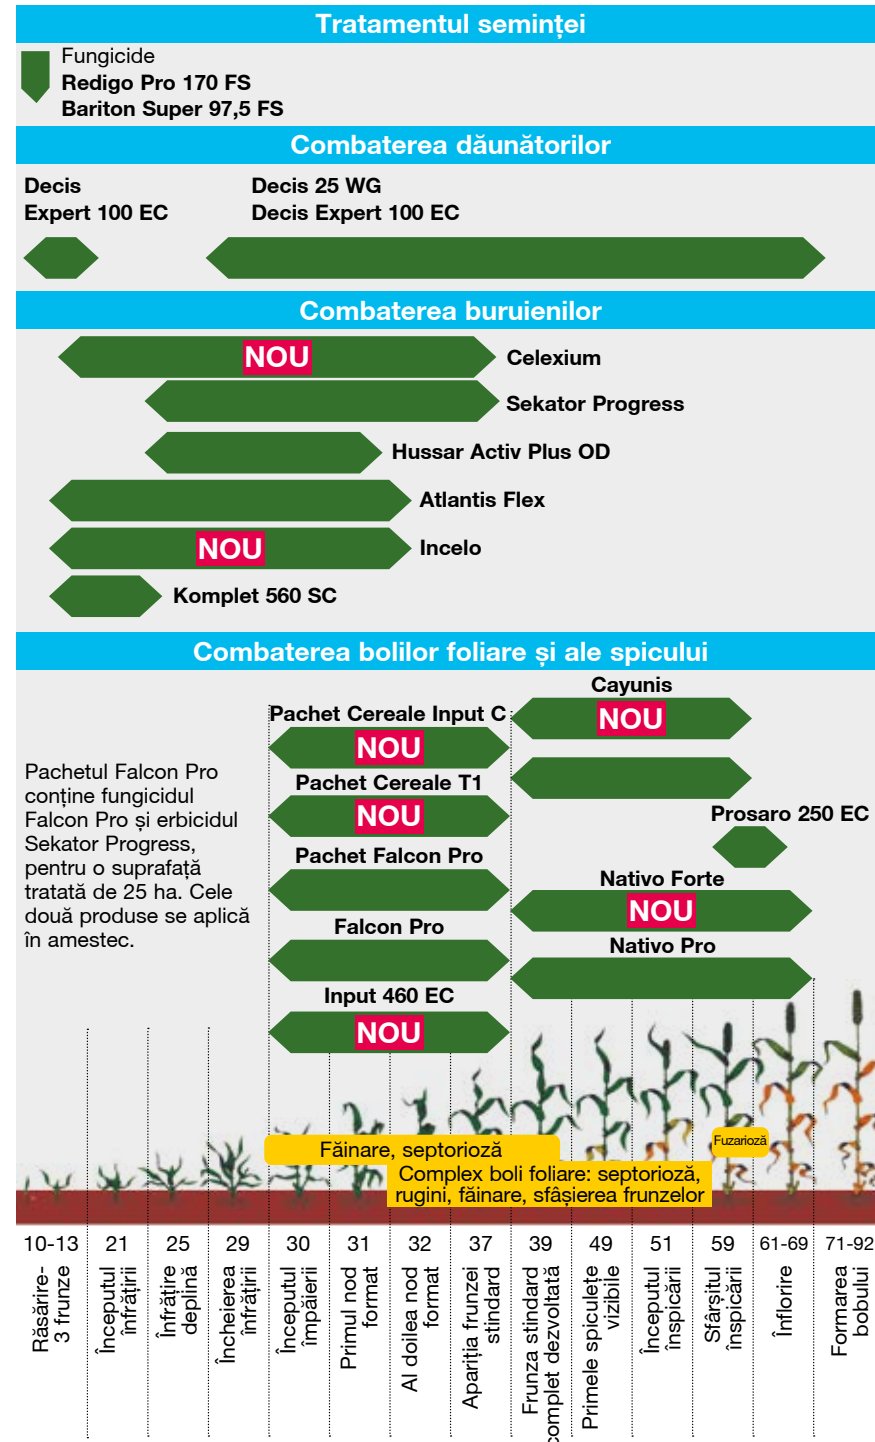 Tratamentul seminței
Fungicide
Redigo Pro 170 FS
Bariton Super 97,5 FS
Combaterea dăunătorilor
Decis
Expert 100 EC
Decis 25 WG
Decis Expert 100 EC
Combaterea buruienilor
NOU
Celexium
Sekator Progress
Hussar Activ Plus OD
Atlantis Flex
NOU
Incelo
Komplet 560 SC
Combaterea bolilor foliare și ale spicului
Cayunis
NOU
Pachet Cereale Input C
NOU
Pachetul Falcon Pro
conține fungicidul
Falcon Pro și erbicidul
Sekator Progress,
pentru o suprafață
tratată de 25 ha. Cele
două produse se aplică
în amestec.
Pachet Cereale T1
NOU
Prosaro 250 EC
Pachet Falcon Pro
Nativo Forte
NOU
Falcon Pro
Nativo Pro
Input 460 EC
NOU
Fuzarioză
Făinare, septorioză
Complex boli foliare: septorioză,
rugini, făinare, sfâșierea frunzelor
10-13 21 25 29 30 31 32 37 39 49 51 59 61-69 71-92
Răsărire-
3 frunze
Începutul
înfrățirii
Înfrățire
deplină
Încheierea
înfrățirii
Începutul
împăierii
Primul nod
format
Al doilea nod
format
Apariția frunzei
stindard
Frunza stindard
complet dezvoltată
Primele spiculețe
vizibile
Începutul
înspicării
Sfârșitul
înspicării
Înflorire
Formarea
bobului